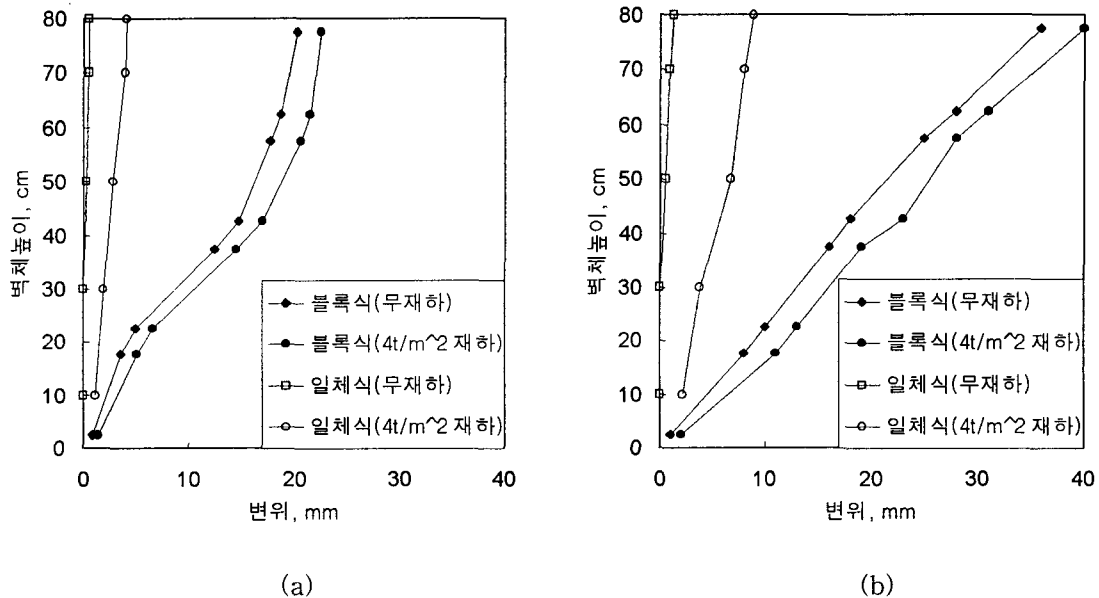 80
70
60
50
40
30
20
10
0
벽체높이, cm
블록식(무재하)
블록식(4t/m^2 재하)
일체식(무재하)
일체식(4t/m^2 재하)
0 10 20 30 40
변위, mm
(a)
80
70
60
50
40
30
20
10
0
벽체높이, cm
블록식(무재하)
블록식(4t/m^2 재하)
일체식(무재하)
일체식(4t/m^2 재하)
0 10 20 30 40
변위, mm
(b)